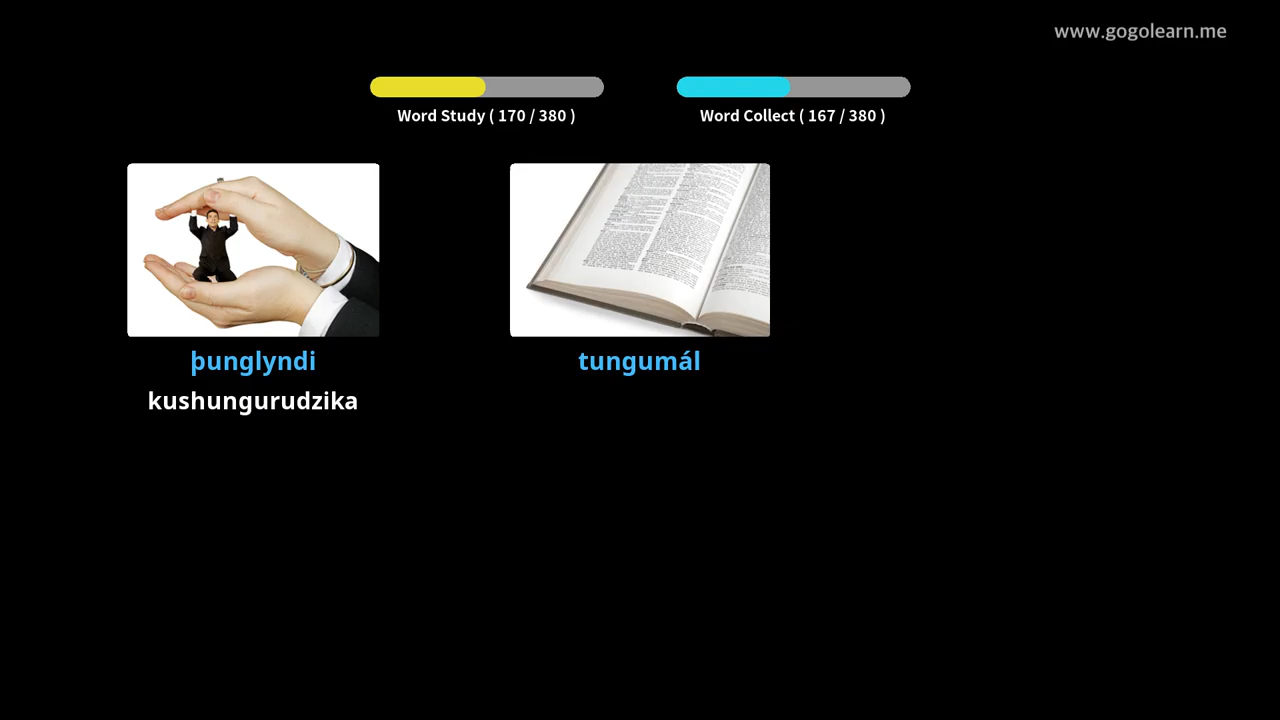 www.gogolearn.me
Word Study ( 170 / 380 )
Word Collect ( 167 / 380 )
þunglyndi
kushungurudzika
tungumál